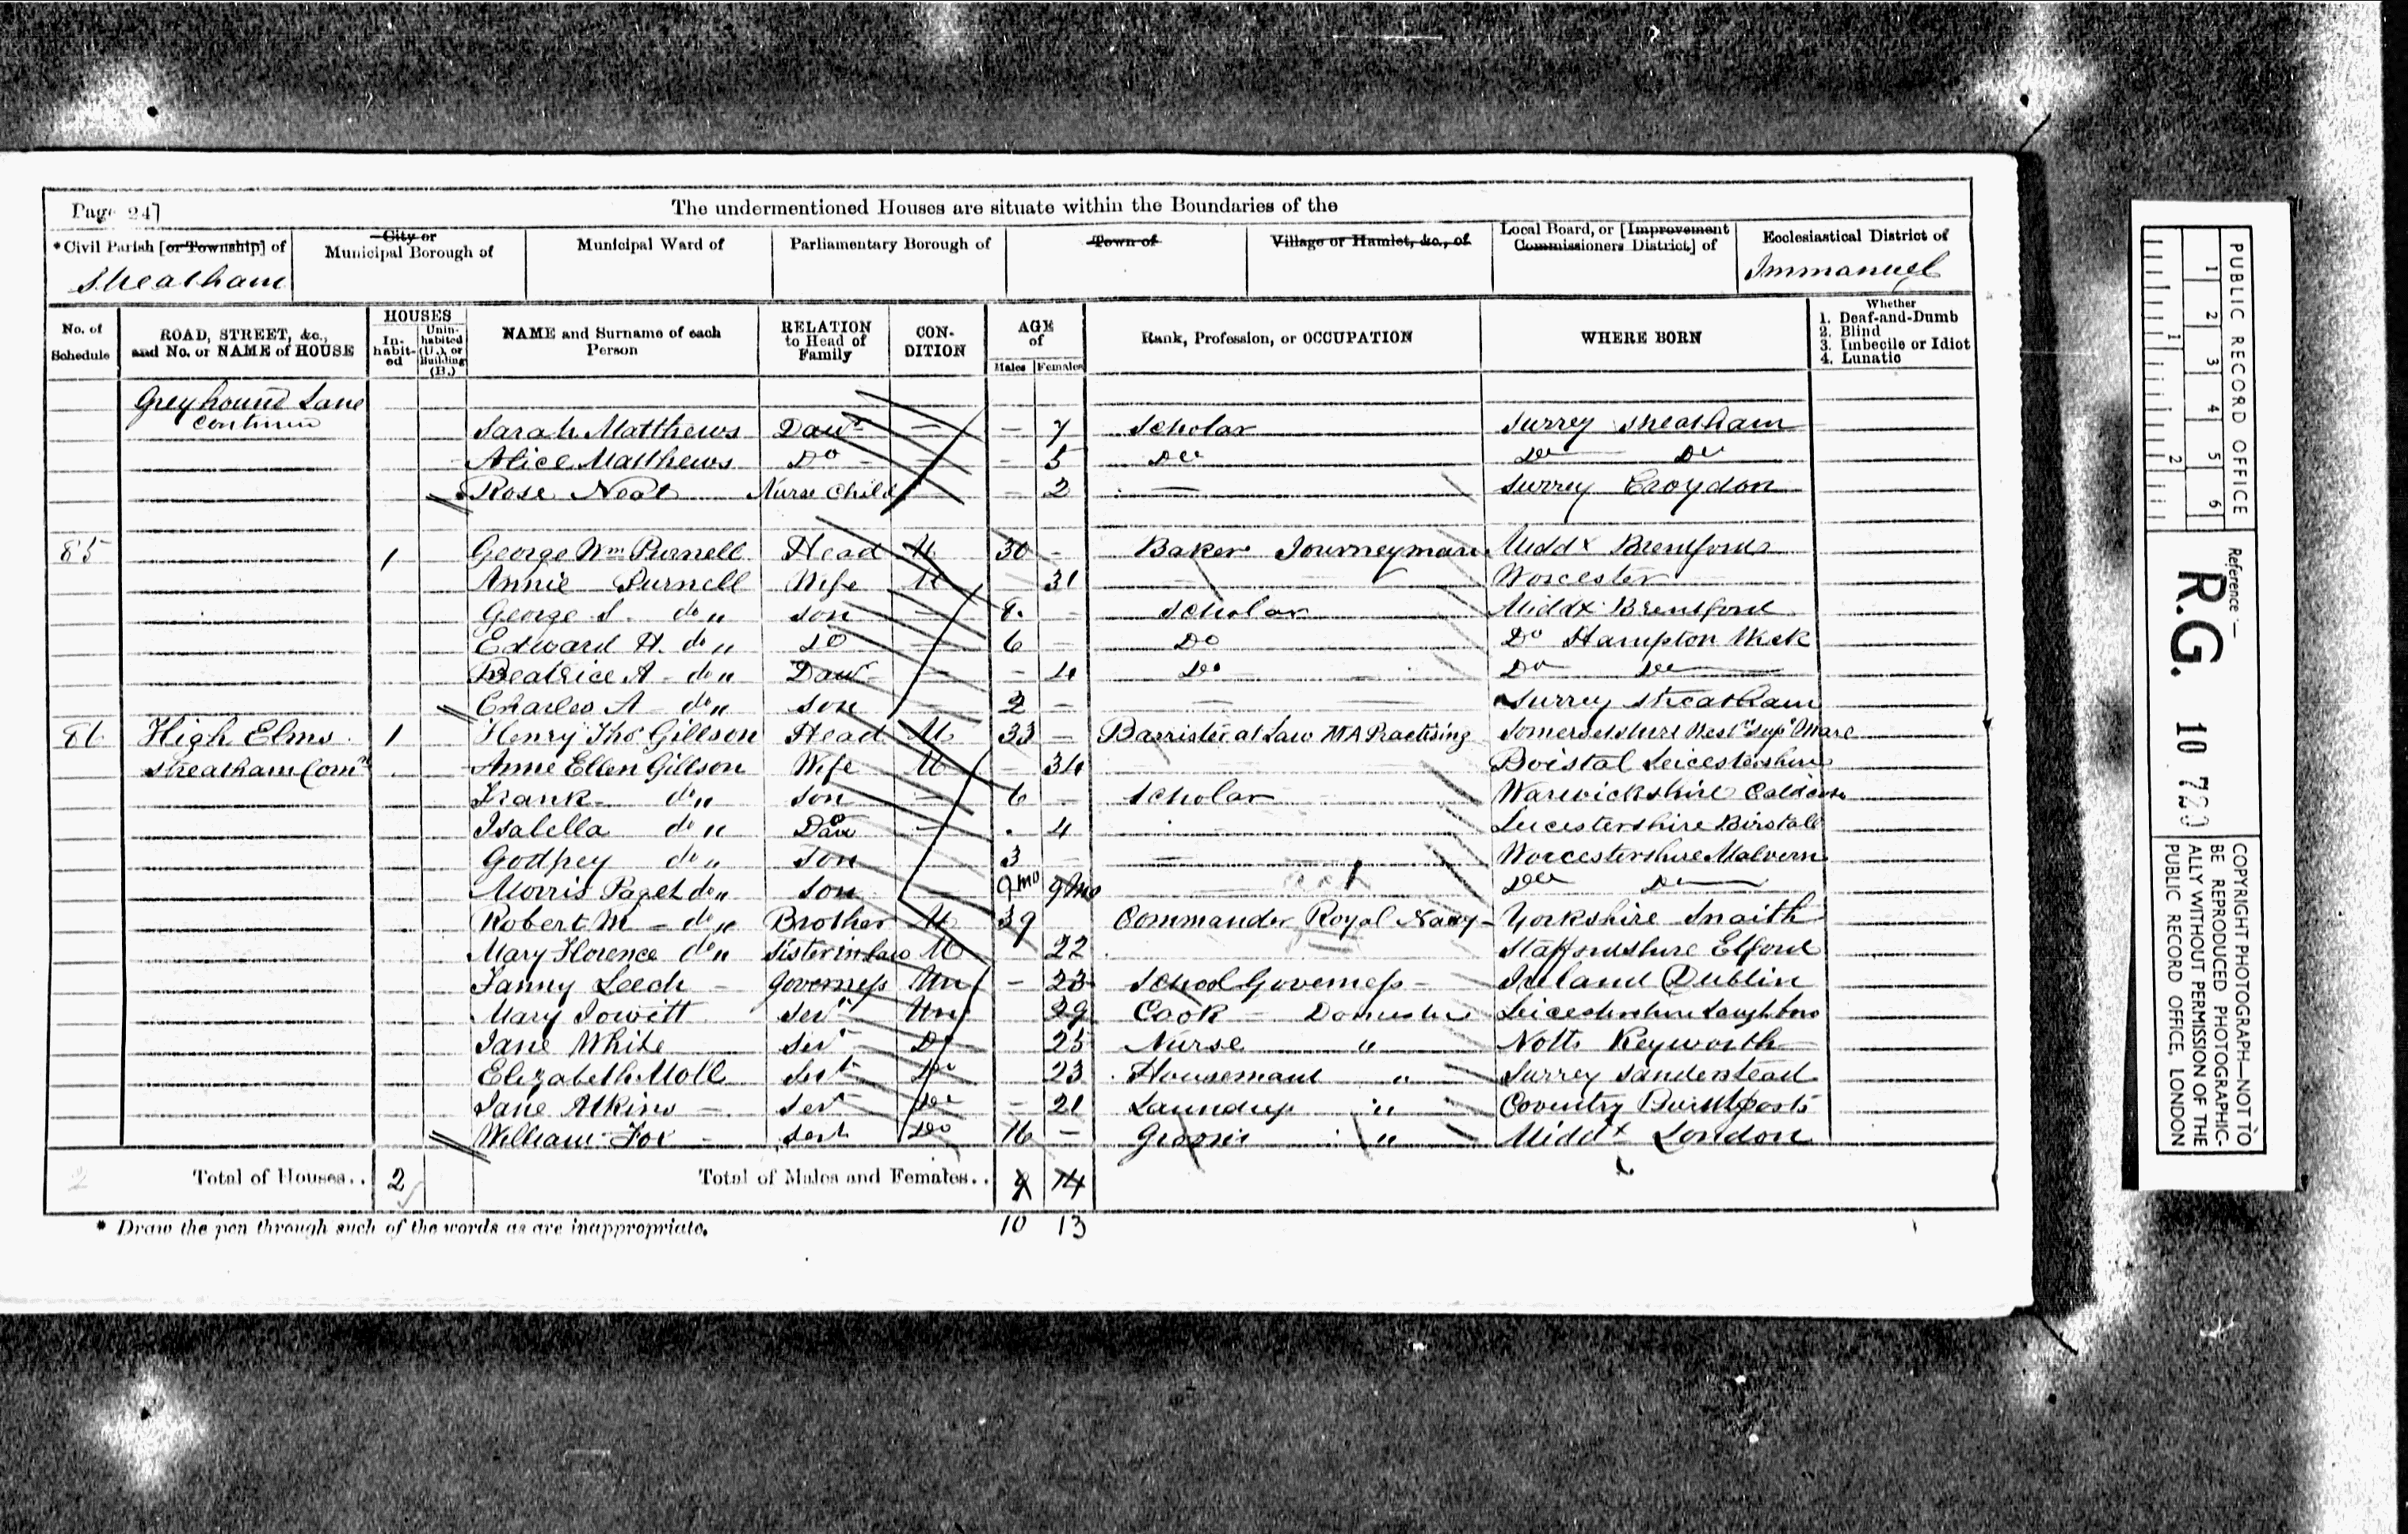 Page 24]
The undermentioned Houses are situate within the Boundaries of the
*Civil Parish [or Township] of
City or Municipal Borough of
Municipal Ward of
Parliamentary Borough of
Town of
Village or Hamlet, &c., of
Local Board, or [Improvement Commissioners District] of
Ecclesiastical District of
Streatham
Immanuel
No. of Schedule
ROAD, STREET, &c., and No. or NAME of HOUSE
HOUSES
In-habit-ed
Unin-habited (U.), or Building (B.)
NAME and Surname of each Person
RELATION to Head of Family
CON-DITION
AGE of
Males
Females
Rank, Profession, or OCCUPATION
WHERE BORN
Whether
1. Deaf-and-Dumb
2. Blind
3. Imbecile or Idiot
4. Lunatic
Greyhound Lane
Sarah Matthews Daur — — 7 Scholar Surrey Streatham
Alice Matthews Do — — 5 Do Do Do
Rose Neal Nurse Child — 2 — Surrey Croydon
85 1 George Wm Purnell Head M 30 - Baker Journeyman Middx Brentford
Annie Purnell Wife M 31 Worcester
George S. do " Son — 8. — Scholar Middx Brentford
Edward H. do " Do — 6 — Do Do Hampton Wick
Beatrice A — do " Daur — — 4 Do Do Do
Charles A — do " Son — 2 — Surrey Streatham
86 High Elms 1 Henry Thos Gillson Head M 33 — Barrister at Law MA Practising Somersetshire Westn Sup Mare
Streatham Comn Annie Ellen Gillson Wife M 34 Boistal Leicestershire
Frank do " Son — 6 — Scholar Warwickshire
Isabella do " Daur — . 4 Leicestershire Birstall
Godfrey do " Son 3 — — Worcestershire Malvern
Morris Paget do " Son 9mo 9mo Do Do
Robert M — do " Brother M 39 Commander Royal Navy — Yorkshire Snaith
Mary Florence do " Sister in Law M 22 Staffordshire Elford
Fanny Leech — Governess Un — 23 School Governess — Ireland Dublin
Mary Jowitt Servt Un 29 Cook — Domestic Leicestershire Loughboro
Jane White Servt Do 25 Nurse " Notts Keyworth
Elizabeth Moll Servt Do 23 Housemaid " Surrey Sanderstead
Jane Atkins — Servt Do — 21 Laundress " Coventry
William Fox — Servt Do 16 — Groom " Middx London
Total of Houses.. 2
Total of Males and Females.. 9 14
* Draw the pen through such of the words as are inappropriate.
10 13
PUBLIC RECORD OFFICE
1 2 3 4 5 6
1 2
Reference:—
R.G. 10 720
COPYRIGHT PHOTOGRAPH—NOT TO
BE REPRODUCED PHOTOGRAPHIC-
ALLY WITHOUT PERMISSION OF THE
PUBLIC RECORD OFFICE, LONDON